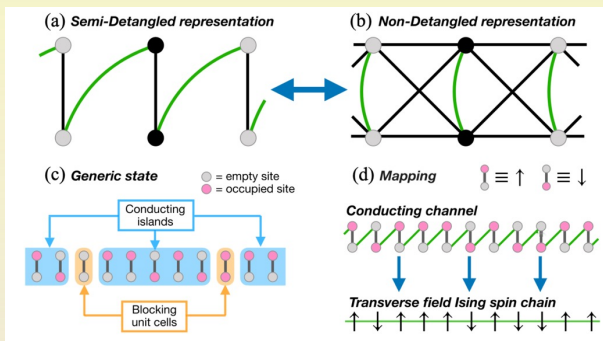 (a) Semi-Detangled representation
(b) Non-Detangled representation
(c) Generic state
= empty site
= occupied site
Conducting
islands
Blocking
unit cells
(d) Mapping
≡ ↑
≡ ↓
Conducting channel
Transverse field Ising spin chain